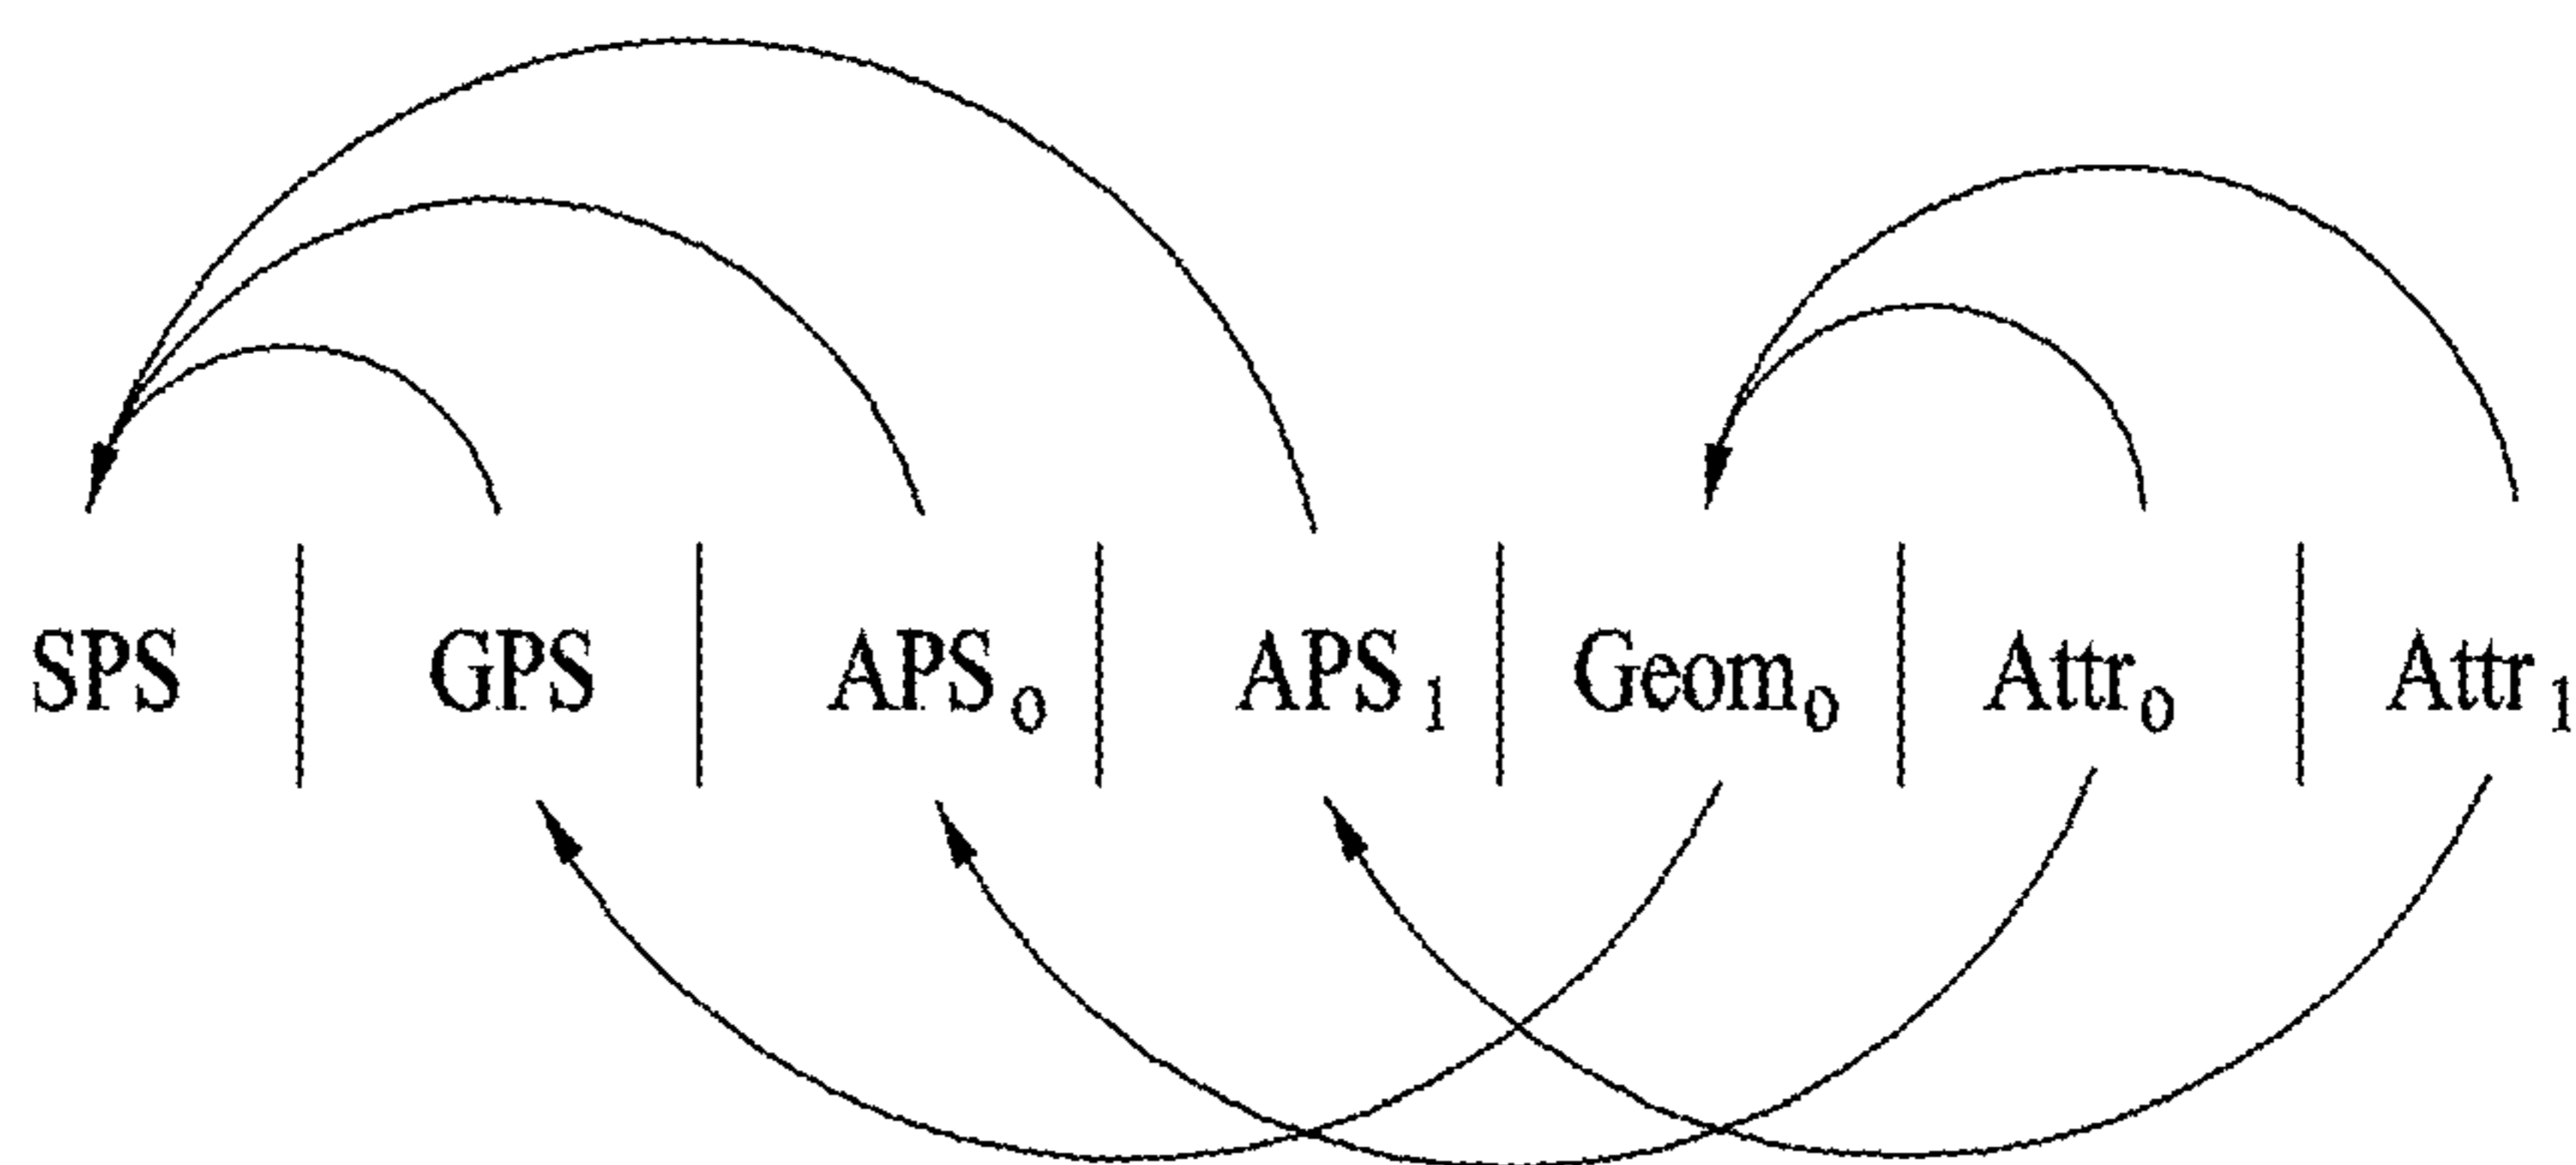 SPS | GPS | APS₀ | APS₁ | Geom₀ | Attr₀ | Attr₁